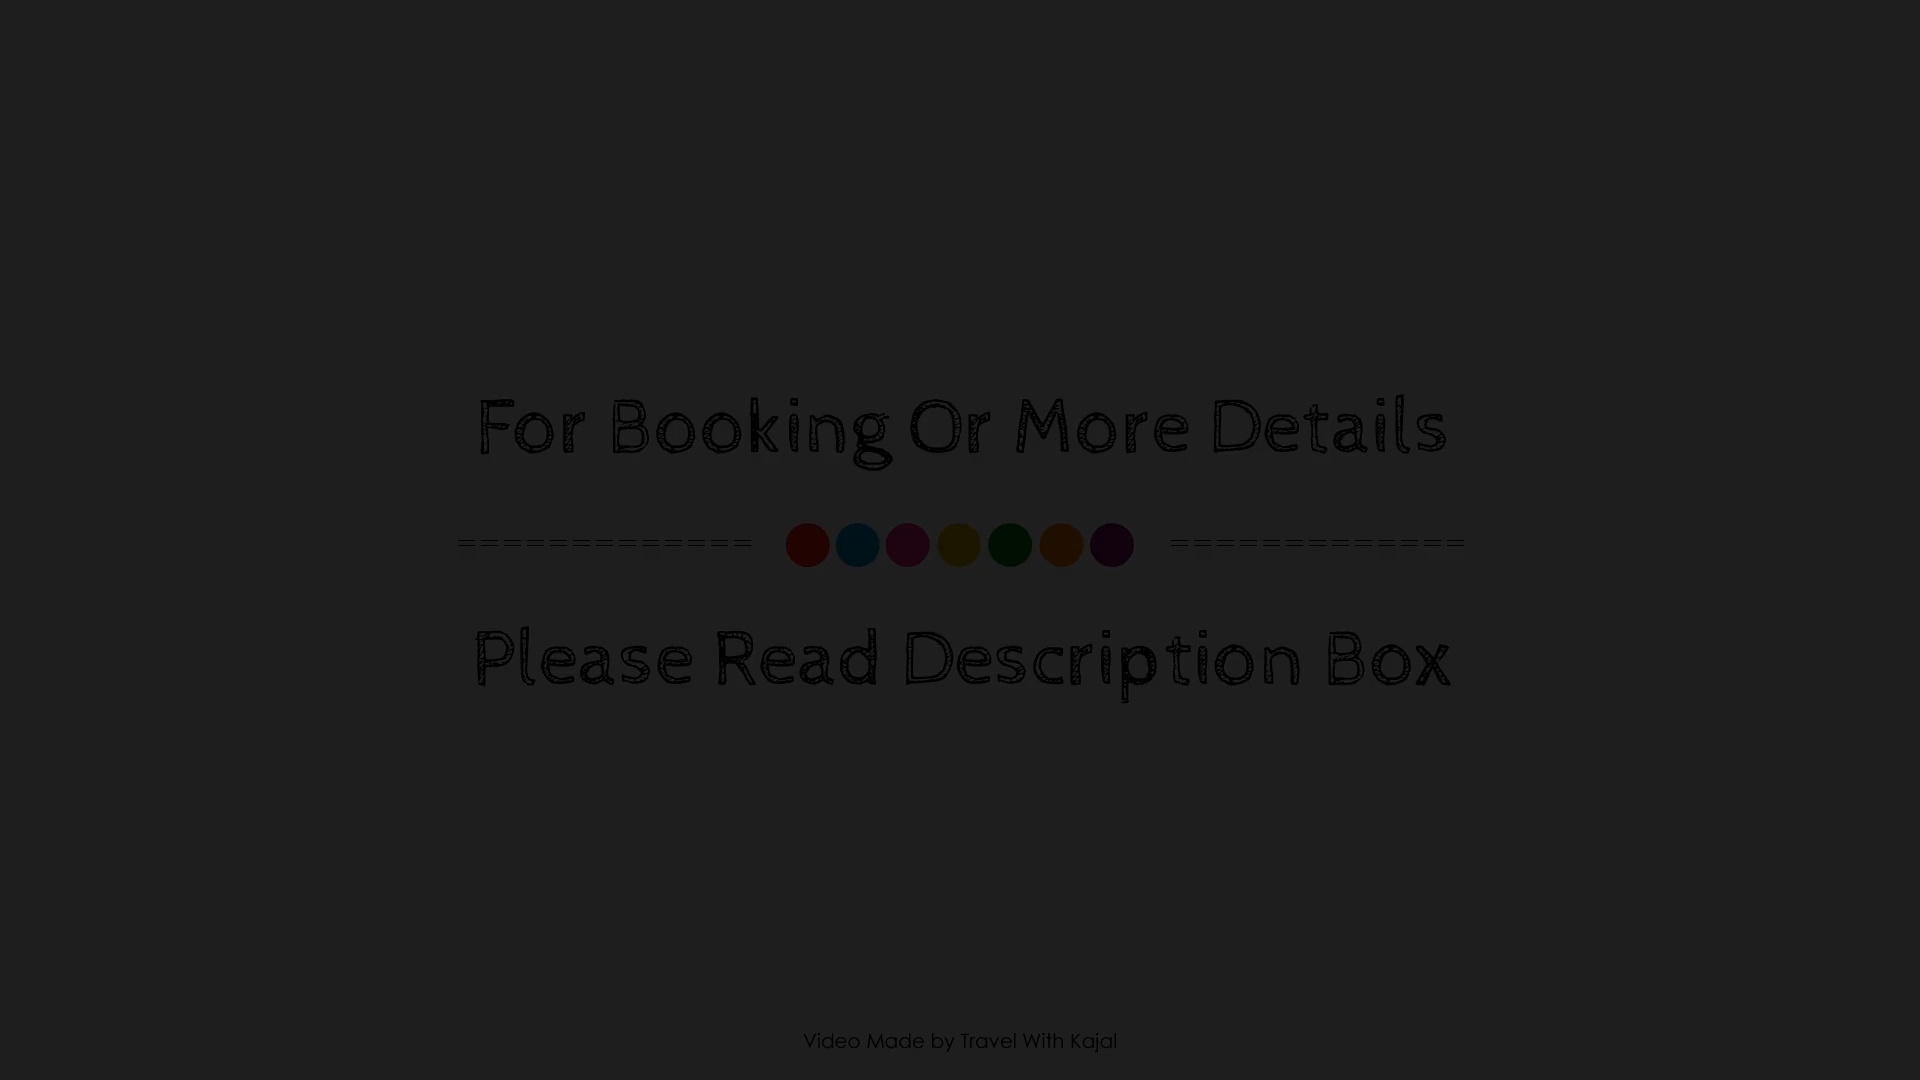 For Booking Or More Details
============= =============
Please Read Description Box
Video Made by Travel With Kajal